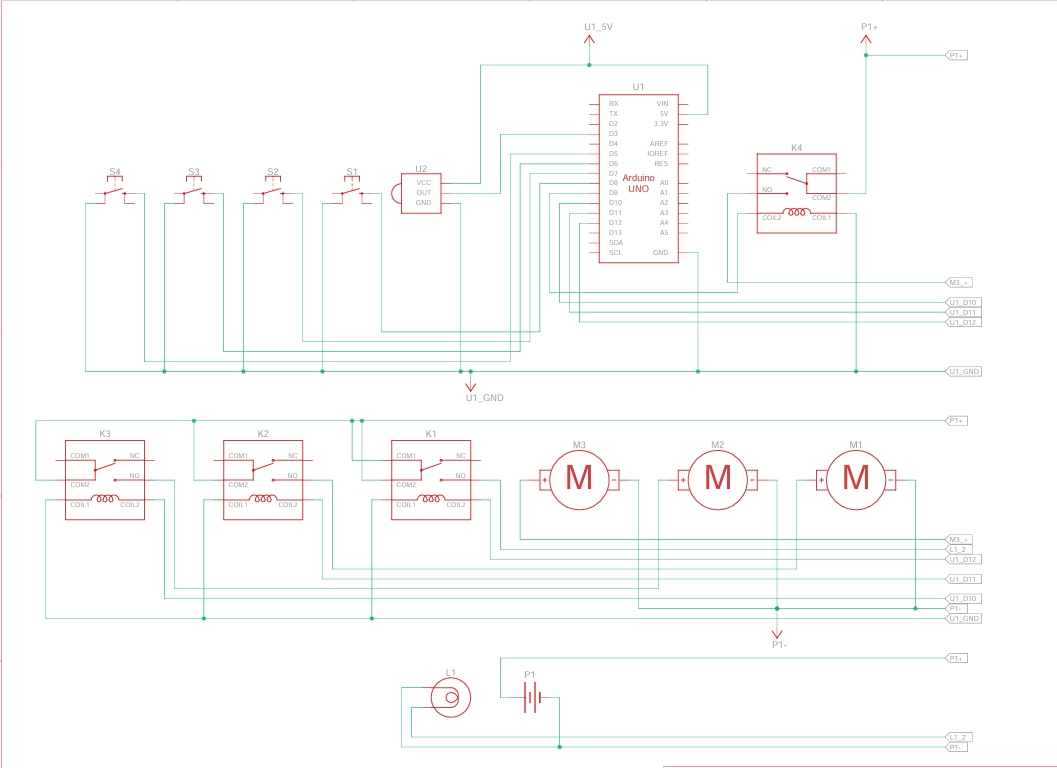 U1_5V
P1+
P1+
U1
RX VIN
TX 5V
D2 3.3V
D3
D4 AREF
D5 IOREF
D6 RES
D7
D8 A0
D9 A1
D10 A2
D11 A3
D12 A4
D13 A5
SDA
SCL GND
Arduino
UNO
K4
NC COM1
NO COM2
COIL2 COIL1
S4 S3 S2 S1
U2
VCC
OUT
GND
M3_+
U1_D10
U1_D11
U1_D12
U1_GND
U1_GND
P1+
K3 K2 K1 M3 M2 M1
COM1 NC COM1 NC COM1 NC
COM2 NO COM2 NO COM2 NO
COIL1 COIL2 COIL1 COIL2 COIL1 COIL2
+ M - + M - + M -
M3_+
L1_2
U1_D12
U1_D11
U1_D10
P1-
U1_GND
P1-
P1+
L1 P1
L1_2
P1-